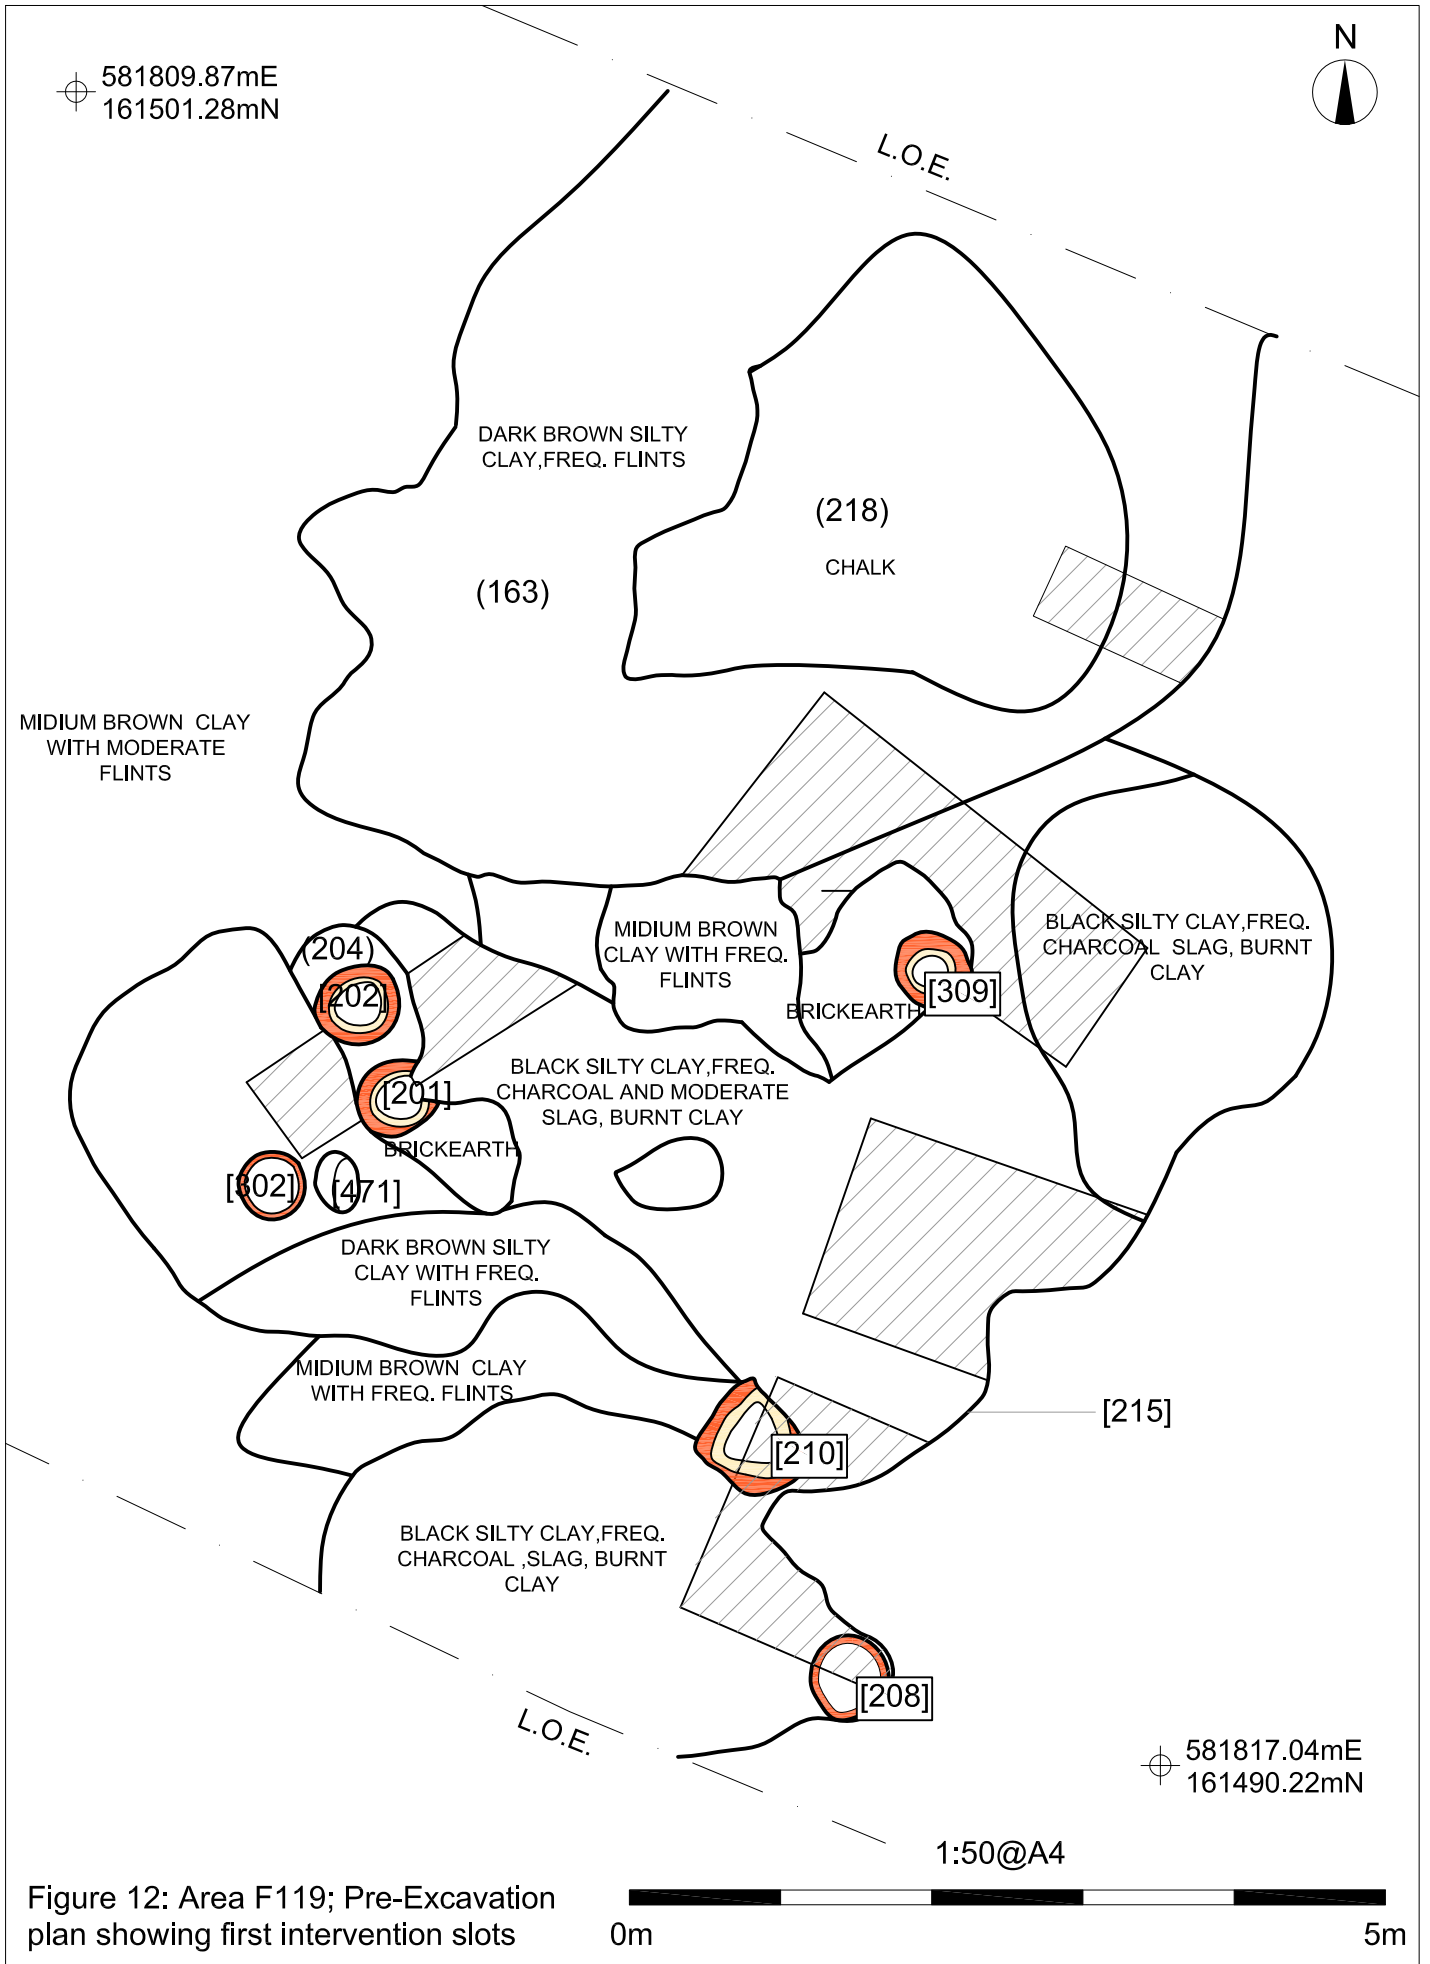 581809.87mE
161501.28mN
N
L.O.E.
DARK BROWN SILTY
CLAY,FREQ. FLINTS
(218)
CHALK
(163)
MIDIUM BROWN  CLAY
WITH MODERATE
FLINTS
MIDIUM BROWN
CLAY WITH FREQ.
FLINTS
BLACK SILTY CLAY,FREQ.
CHARCOAL  SLAG, BURNT
CLAY
(204)
[202]
[309]
BRICKEARTH
BLACK SILTY CLAY,FREQ.
CHARCOAL AND MODERATE
SLAG, BURNT CLAY
[201]
BRICKEARTH
[302]
[471]
DARK BROWN SILTY
CLAY WITH FREQ.
FLINTS
MIDIUM BROWN  CLAY
WITH FREQ. FLINTS
[215]
[210]
BLACK SILTY CLAY,FREQ.
CHARCOAL ,SLAG, BURNT
CLAY
[208]
L.O.E.
581817.04mE
161490.22mN
1:50@A4
Figure 12: Area F119; Pre-Excavation
plan showing first intervention slots
0m
5m